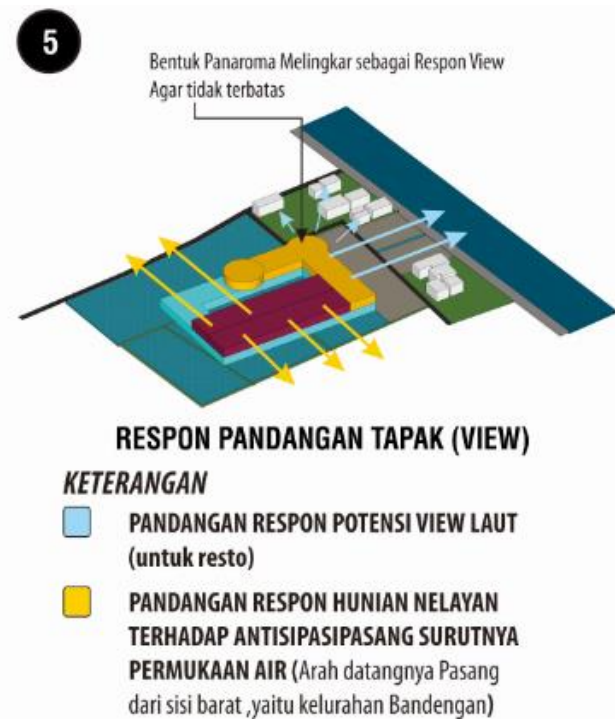 5
Bentuk Panaroma Melingkar sebagai Respon View
Agar tidak terbatas
RESPON PANDANGAN TAPAK (VIEW)
KETERANGAN
PANDANGAN RESPON POTENSI VIEW LAUT
(untuk resto)
PANDANGAN RESPON HUNIAN NELAYAN
TERHADAP ANTISIPASIPASANG SURUTNYA
PERMUKAAN AIR (Arah datangnya Pasang
dari sisi barat ,yaitu kelurahan Bandengan)